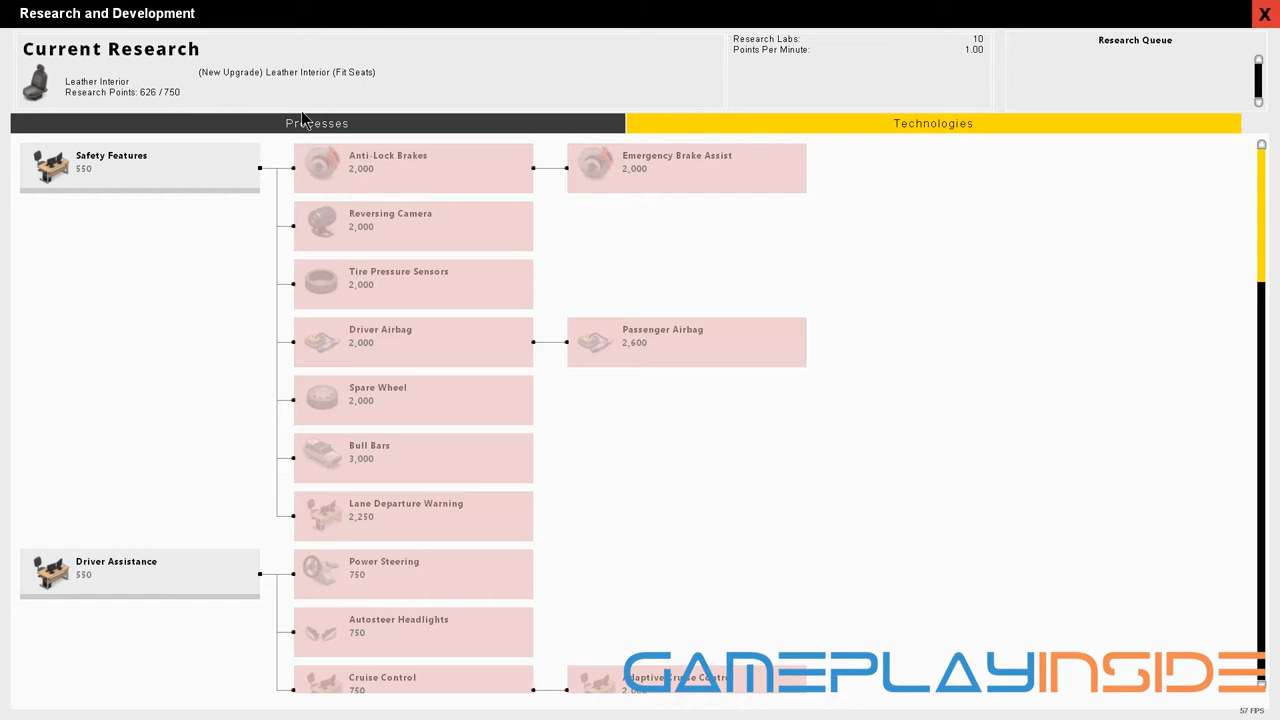 Research and Development
X
Current Research
(New Upgrade) Leather Interior (Fit Seats)
Leather Interior
Research Points: 626 / 750
Research Labs: 10
Points Per Minute: 1.00
Research Queue
Processes
Technologies
Safety Features
550
Anti-Lock Brakes
2,000
Emergency Brake Assist
2,000
Reversing Camera
2,000
Tire Pressure Sensors
2,000
Driver Airbag
2,000
Passenger Airbag
2,600
Spare Wheel
2,000
Bull Bars
3,000
Lane Departure Warning
2,250
Driver Assistance
550
Power Steering
750
Autosteer Headlights
750
Cruise Control
750
Adaptive Cruise Control
GAMEPLAYINSIDE
57 FPS